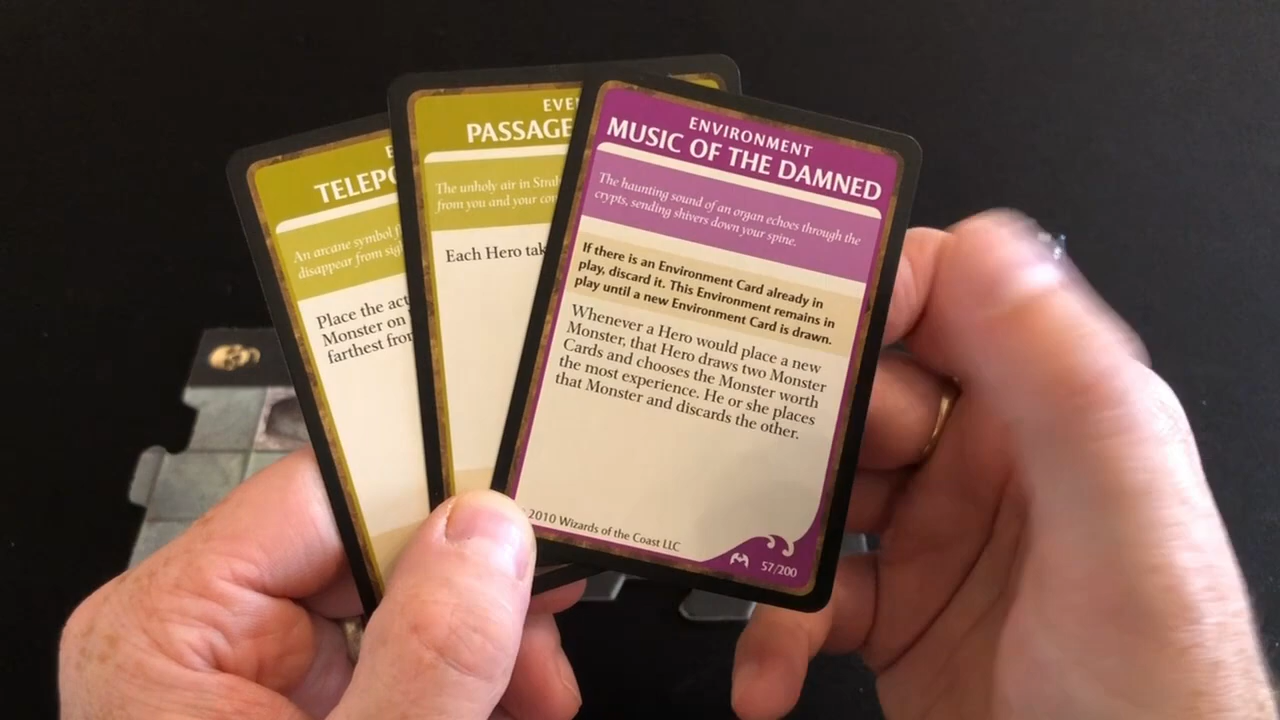 TELEPO
An arcane symbol
disappear from sig
Place the act
Monster on
farthest fro
EVE
PASSAGE
The unholy air in Strah
from you and your co
Each Hero tak
ENVIRONMENT
MUSIC OF THE DAMNED
The haunting sound of an organ echoes through the
crypts, sending shivers down your spine.
If there is an Environment Card already in
play, discard it. This Environment remains in
play until a new Environment Card is drawn.
Whenever a Hero would place a new
Monster, that Hero draws two Monster
Cards and chooses the Monster worth
the most experience. He or she places
that Monster and discards the other.
2010 Wizards of the Coast LLC
57/200